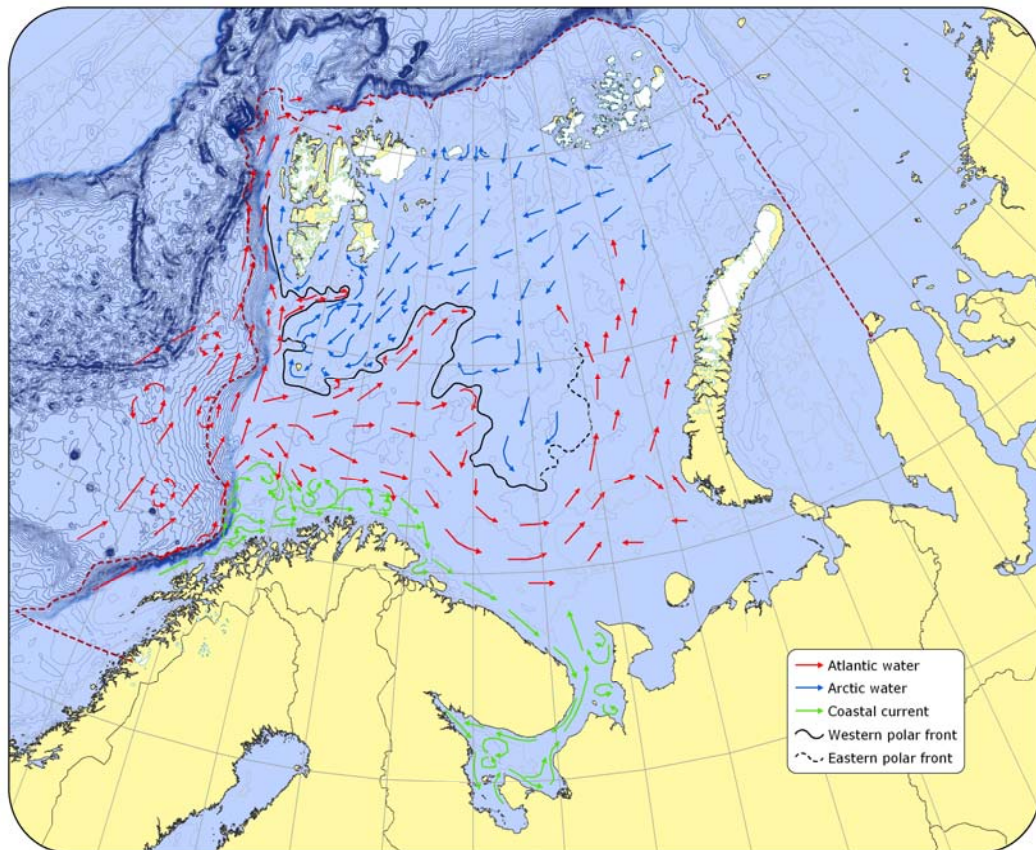 Atlantic water
Arctic water
Coastal current
Western polar front
Eastern polar front